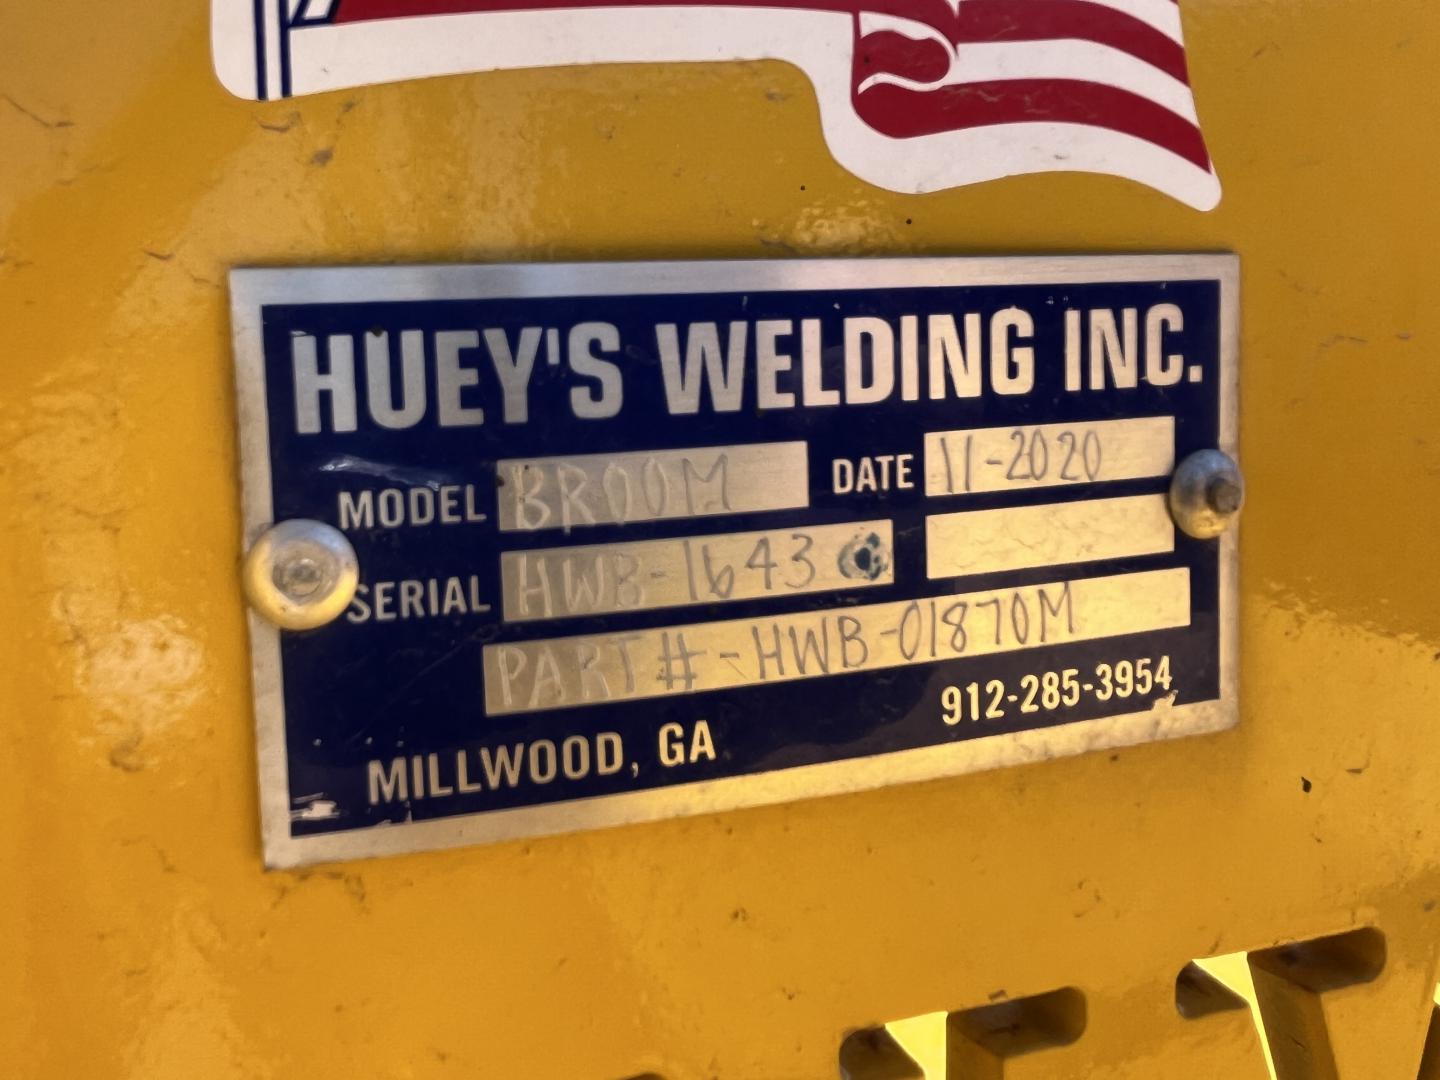 HUEY'S WELDING INC.
MODEL BROOM DATE 11-2020
SERIAL HWB-1643
PART#-HWB-01870M
912-285-3954
MILLWOOD, GA